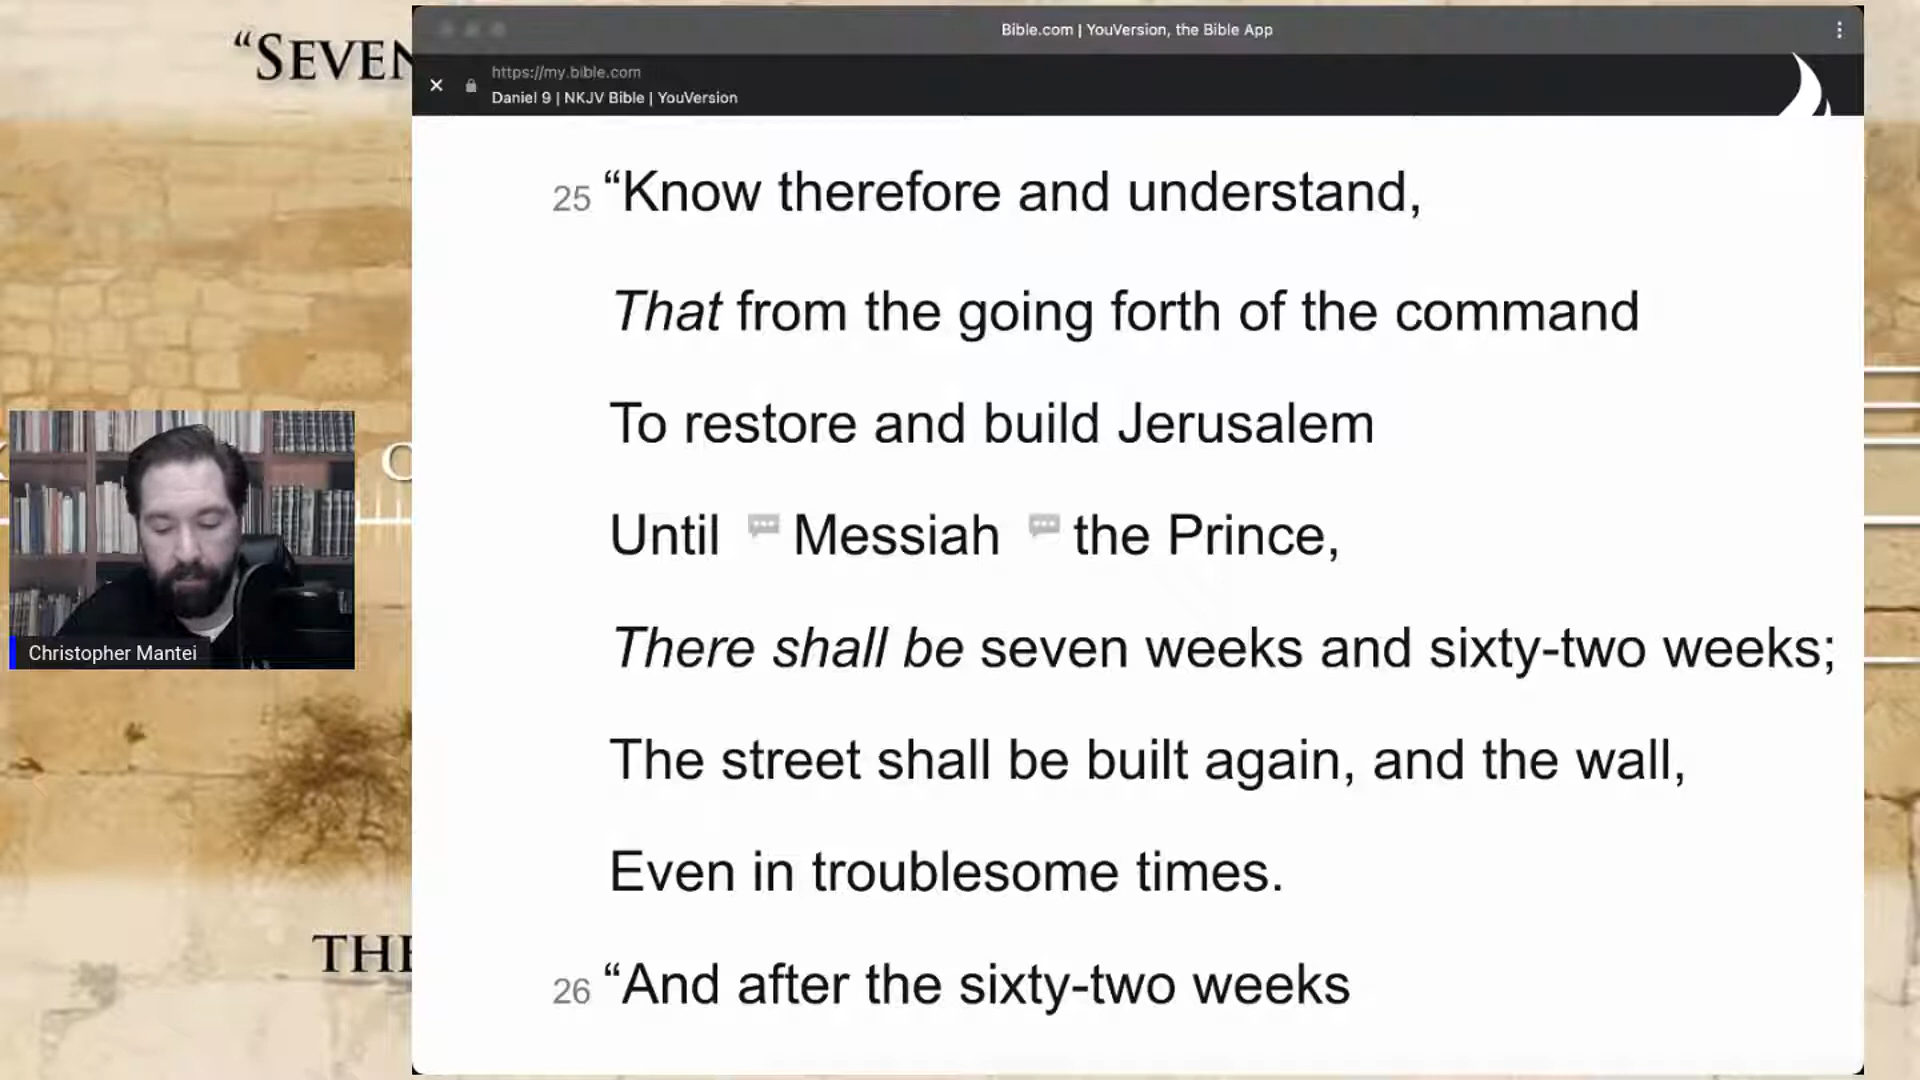 “SEVEN
Bible.com | YouVersion, the Bible App
https://my.bible.com
Daniel 9 | NKJV Bible | YouVersion
25 “Know therefore and understand,
That from the going forth of the command
To restore and build Jerusalem
Until Messiah the Prince,
There shall be seven weeks and sixty-two weeks;
The street shall be built again, and the wall,
Even in troublesome times.
26 “And after the sixty-two weeks
Christopher Mantei
THE